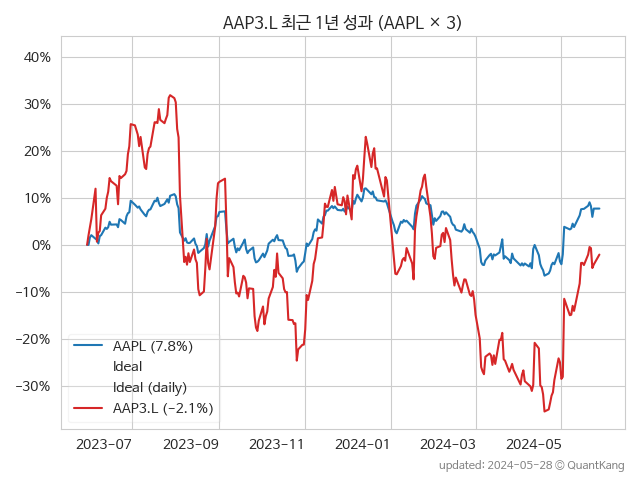 AAP3.L 최근 1년 성과 (AAPL × 3)
40%
30%
20%
10%
0%
−10%
−20%
−30%
AAPL (7.8%)
Ideal
Ideal (daily)
AAP3.L (−2.1%)
2023-07
2023-09
2023-11
2024-01
2024-03
2024-05
updated: 2024-05-28 © QuantKang